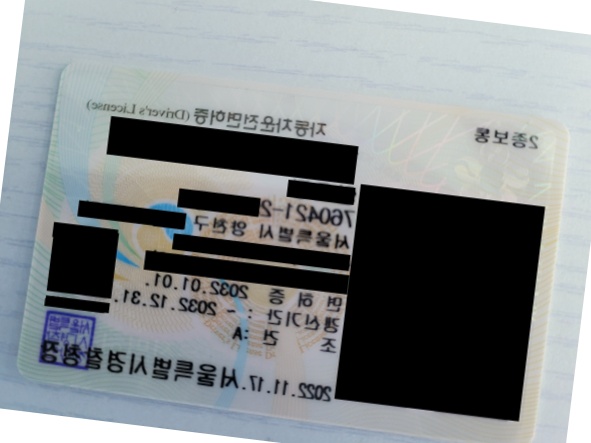 2종보통
자동차운전면허증 (Driver's License)
760421-2
서울특별시 양천구
면 허 증
갱신기간 : 2032.01.01.
~ 2032.12.31.
조 건 : A
2022.11.17. 서울특별시경찰청장